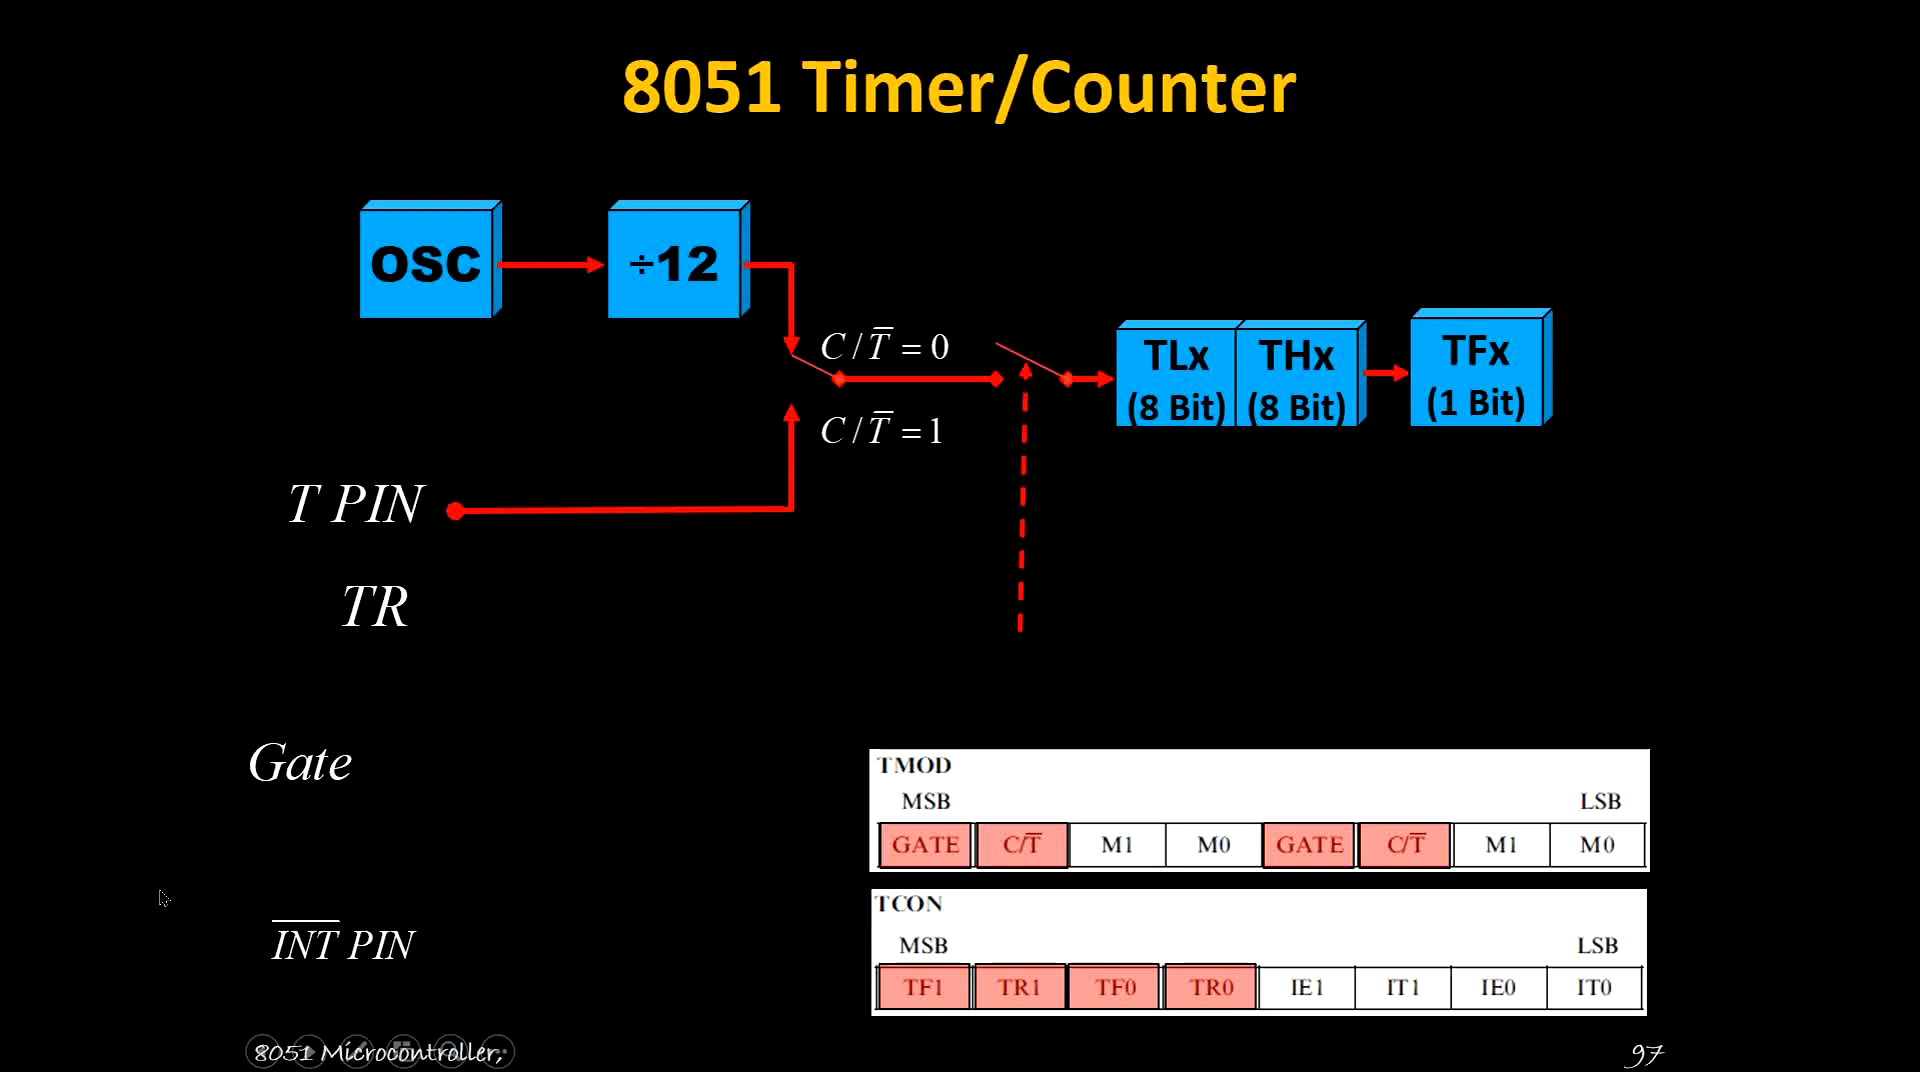 8051 Timer/Counter
OSC
÷12
C/T̅ = 0
TLx
(8 Bit)
THx
(8 Bit)
TFx
(1 Bit)
C/T̅ = 1
T PIN
TR
Gate
I̅N̅T̅ PIN
TMOD
MSB LSB
GATE C/T̅ M1 M0 GATE C/T̅ M1 M0
TCON
MSB LSB
TF1 TR1 TF0 TR0 IE1 IT1 IE0 IT0
8051 Microcontroller,
97